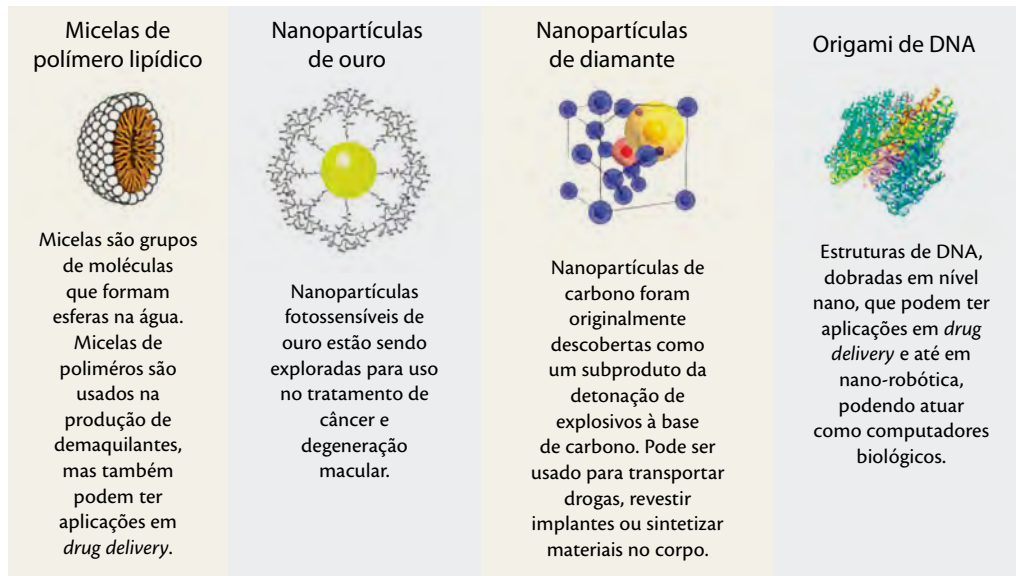 Micelas de
polímero lipídico
Micelas são grupos
de moléculas
que formam
esferas na água.
Micelas de
poliméros são
usados na
produção de
demaquilantes,
mas também
podem ter
aplicações em
drug delivery.
Nanopartículas
de ouro
Nanopartículas
fotossensíveis de
ouro estão sendo
exploradas para uso
no tratamento de
câncer e
degeneração
macular.
Nanopartículas
de diamante
Nanopartículas de
carbono foram
originalmente
descobertas como
um subproduto da
detonação de
explosivos à base
de carbono. Pode ser
usado para transportar
drogas, revestir
implantes ou sintetizar
materiais no corpo.
Origami de DNA
Estruturas de DNA,
dobradas em nível
nano, que podem ter
aplicações em drug
delivery e até em
nano-robótica,
podendo atuar
como computadores
biológicos.